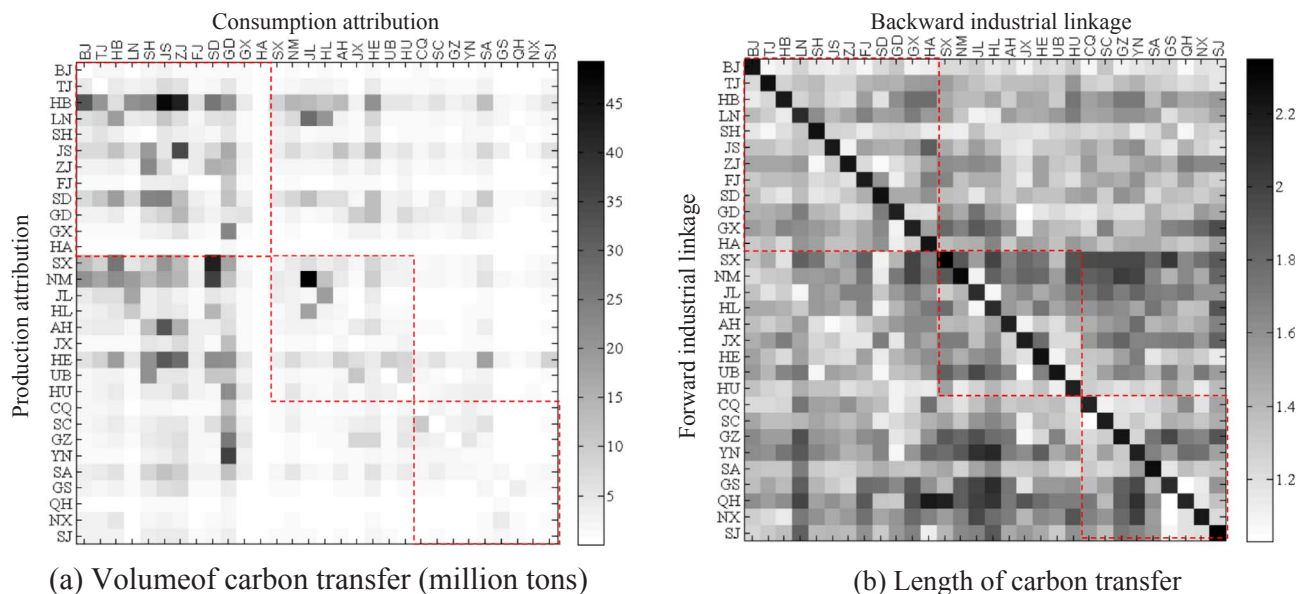 Consumption attribution
BJ TJ HB LN SH JS ZJ FJ SD GD GX HA SX NM JL HL AH JX HE UB HU CQ SC GZ YN SA GS QH NX SJ
Production attribution
BJ
TJ
HB
LN
SH
JS
ZJ
FJ
SD
GD
GX
HA
SX
NM
JL
HL
AH
JX
HE
UB
HU
CQ
SC
GZ
YN
SA
GS
QH
NX
SJ
45
40
35
30
25
20
15
10
5
(a) Volumeof carbon transfer (million tons)
Backward industrial linkage
BJ TJ HB LN SH JS ZJ FJ SD GD GX HA SX NM JL HL AH JX HE UB HU CQ SC GZ YN SA GS QH NX SJ
Forward industrial linkage
BJ
TJ
HB
LN
SH
JS
ZJ
FJ
SD
GD
GX
HA
SX
NM
JL
HL
AH
JX
HE
UB
HU
CQ
SC
GZ
YN
SA
GS
QH
NX
SJ
2.2
2
1.8
1.6
1.4
1.2
1
(b) Length of carbon transfer